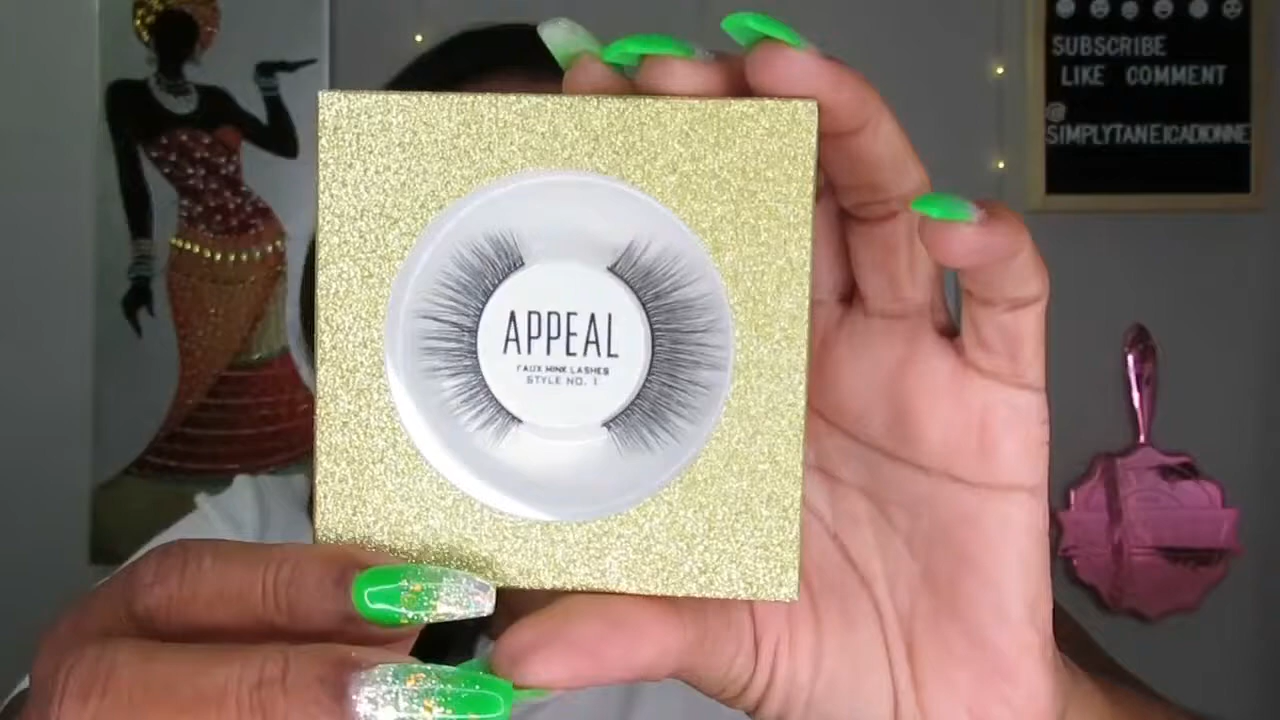 APPEAL
FAUX MINK LASHES
STYLE NO. 1
SUBSCRIBE
LIKE COMMENT
@
SIMPLYTANEICADIONNE